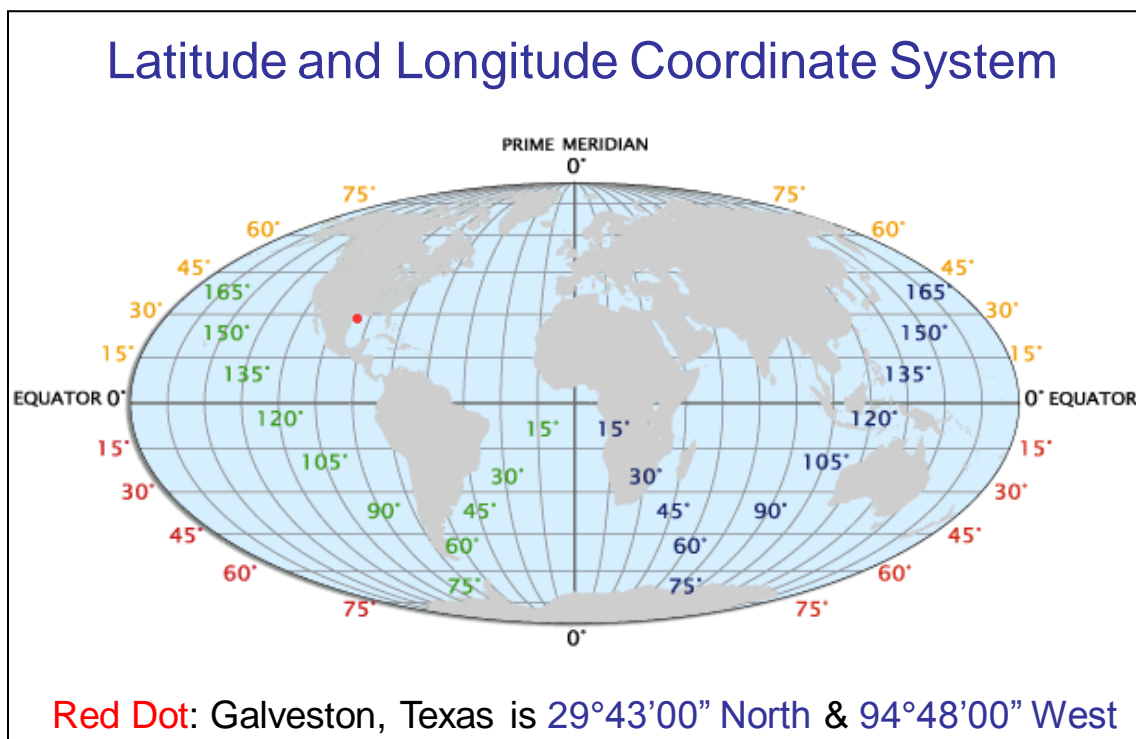 Latitude and Longitude Coordinate System
PRIME MERIDIAN
0°
75° 75°
60° 60°
45° 45°
165° 165°
30° 30°
150° 150°
15° 15°
135° 135°
EQUATOR 0° 0° EQUATOR
120° 15° 15° 120°
15° 15°
105° 105°
30° 30° 30° 30°
90° 45° 45° 90°
45° 45°
60° 60°
60° 60°
75° 75°
75° 75°
0°
Red Dot: Galveston, Texas is 29°43’00” North & 94°48’00” West